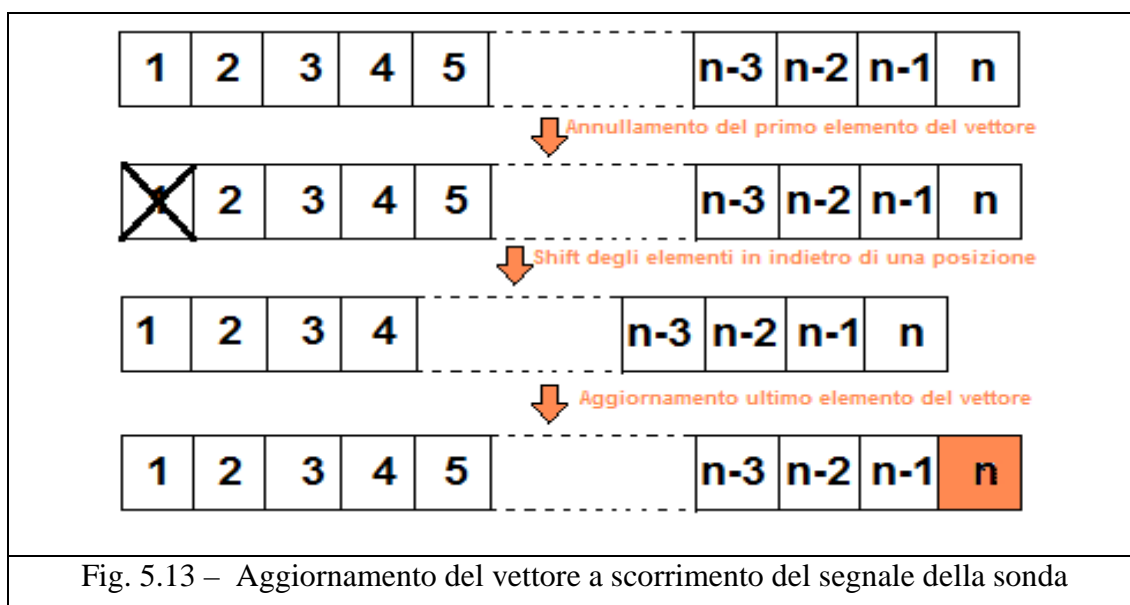 1 2 3 4 5 n-3 n-2 n-1 n
Annullamento del primo elemento del vettore
1 2 3 4 5 n-3 n-2 n-1 n
Shift degli elementi in indietro di una posizione
1 2 3 4 n-3 n-2 n-1 n
Aggiornamento ultimo elemento del vettore
1 2 3 4 5 n-3 n-2 n-1 n
Fig. 5.13 – Aggiornamento del vettore a scorrimento del segnale della sonda